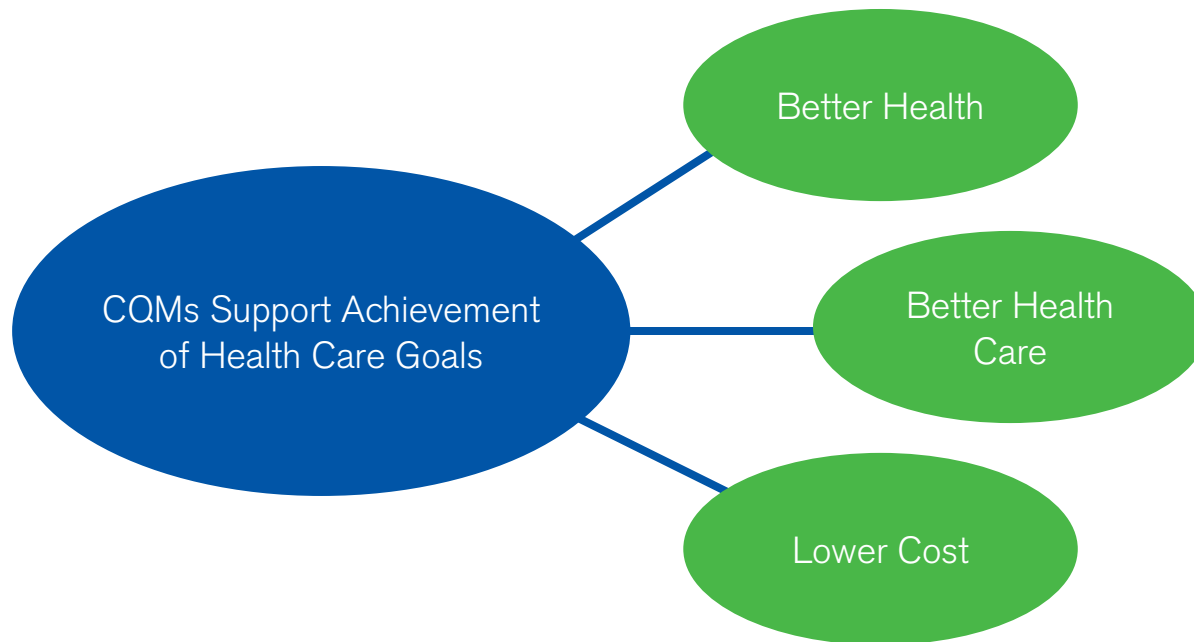 Better Health
CQMs Support Achievement
of Health Care Goals
Better Health
Care
Lower Cost